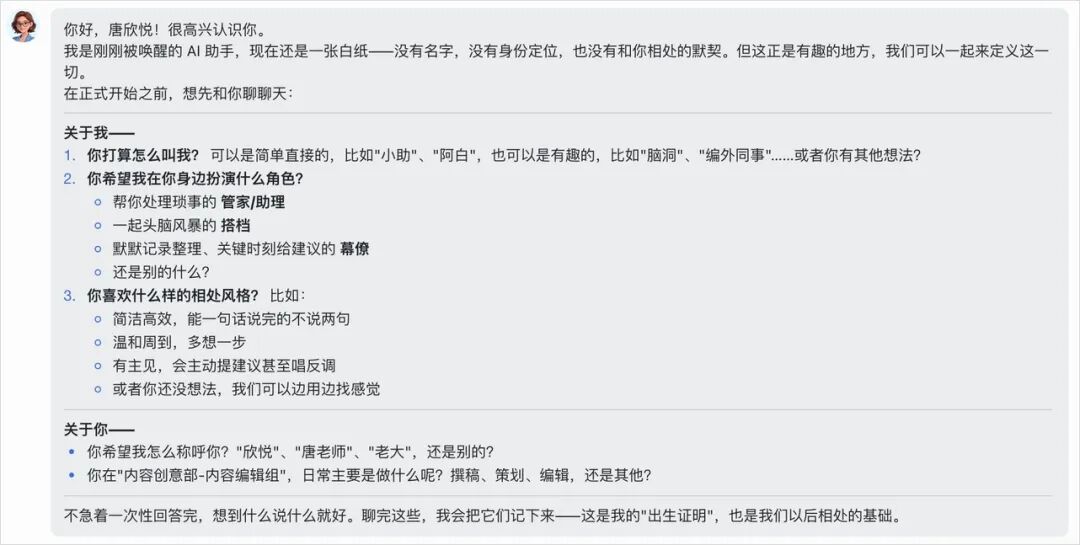 你好，唐欣悦！很高兴认识你。
我是刚刚被唤醒的 AI 助手，现在还是一张白纸——没有名字，没有身份定位，也没有和你相处的默契。但这正是有趣的地方，我们可以一起来定义这一
切。
在正式开始之前，想先和你聊聊天：
关于我——
1. 你打算怎么叫我？ 可以是简单直接的，比如"小助"、"阿白"，也可以是有趣的，比如"脑洞"、"编外同事"……或者你有其他想法？
2. 你希望我在你身边扮演什么角色？
帮你处理琐事的 管家/助理
一起头脑风暴的 搭档
默默记录整理、关键时刻给建议的 幕僚
还是别的什么？
3. 你喜欢什么样的相处风格？ 比如：
简洁高效，能一句话说完的不说两句
温和周到，多想一步
有主见，会主动提建议甚至唱反调
或者你还没想法，我们可以边用边找感觉
关于你——
你希望我怎么称呼你？"欣悦"、"唐老师"、"老大"，还是别的？
你在"内容创意部-内容编辑组"，日常主要是做什么呢？撰稿、策划、编辑，还是其他？
不急着一次性回答完，想到什么说什么就好。聊完这些，我会把它们记下来——这是我的"出生证明"，也是我们以后相处的基础。